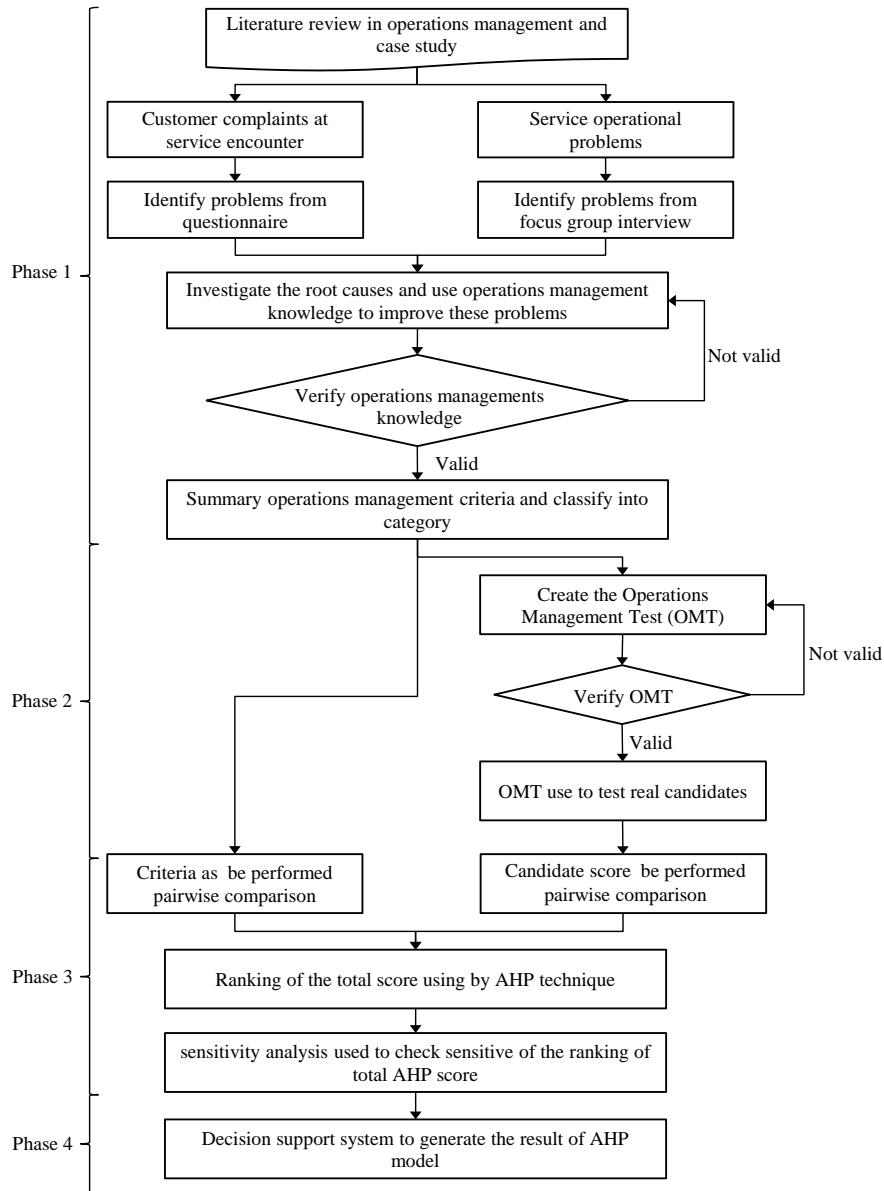 Literature review in operations management and
case study
Customer complaints at
service encounter
Service operational
problems
Identify problems from
questionnaire
Identify problems from
focus group interview
Phase 1
Investigate the root causes and use operations management
knowledge to improve these problems
Not valid
Verify operations managements
knowledge
Valid
Summary operations management criteria and classify into
category
Create the Operations
Management Test (OMT)
Not valid
Phase 2
Verify OMT
Valid
OMT use to test real candidates
Criteria as be performed
pairwise comparison
Candidate score be performed
pairwise comparison
Phase 3
Ranking of the total score using by AHP technique
sensitivity analysis used to check sensitive of the ranking of
total AHP score
Phase 4
Decision support system to generate the result of AHP
model